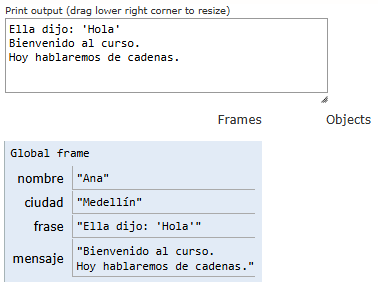 Print output (drag lower right corner to resize)
Ella dijo: 'Hola'
Bienvenido al curso.
Hoy hablaremos de cadenas.
Frames Objects
Global frame
nombre "Ana"
ciudad "Medellín"
frase "Ella dijo: 'Hola'"
mensaje "Bienvenido al curso.
Hoy hablaremos de cadenas."